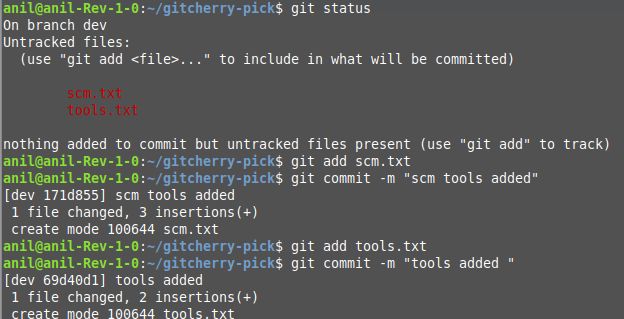 anil@anil-Rev-1-0:~/gitcherry-pick$ git status
On branch dev
Untracked files:
  (use "git add <file>..." to include in what will be committed)

        scm.txt
        tools.txt

nothing added to commit but untracked files present (use "git add" to track)
anil@anil-Rev-1-0:~/gitcherry-pick$ git add scm.txt
anil@anil-Rev-1-0:~/gitcherry-pick$ git commit -m "scm tools added"
[dev 171d855] scm tools added
 1 file changed, 3 insertions(+)
 create mode 100644 scm.txt
anil@anil-Rev-1-0:~/gitcherry-pick$ git add tools.txt
anil@anil-Rev-1-0:~/gitcherry-pick$ git commit -m "tools added "
[dev 69d40d1] tools added
 1 file changed, 2 insertions(+)
 create mode 100644 tools.txt